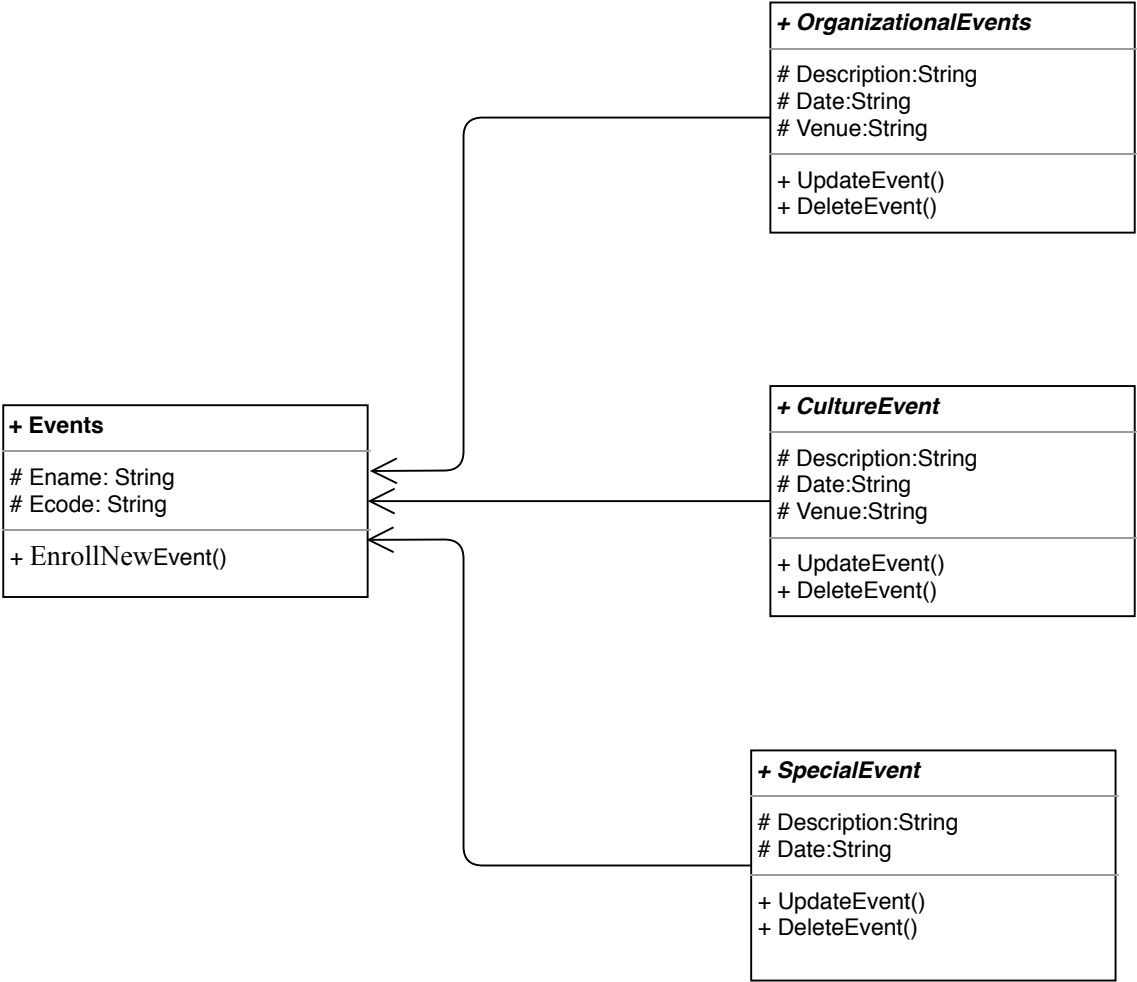 + OrganizationalEvents
# Description:String
# Date:String
# Venue:String
+ UpdateEvent()
+ DeleteEvent()
+ Events
# Ename: String
# Ecode: String
+ EnrollNewEvent()
+ CultureEvent
# Description:String
# Date:String
# Venue:String
+ UpdateEvent()
+ DeleteEvent()
+ SpecialEvent
# Description:String
# Date:String
+ UpdateEvent()
+ DeleteEvent()